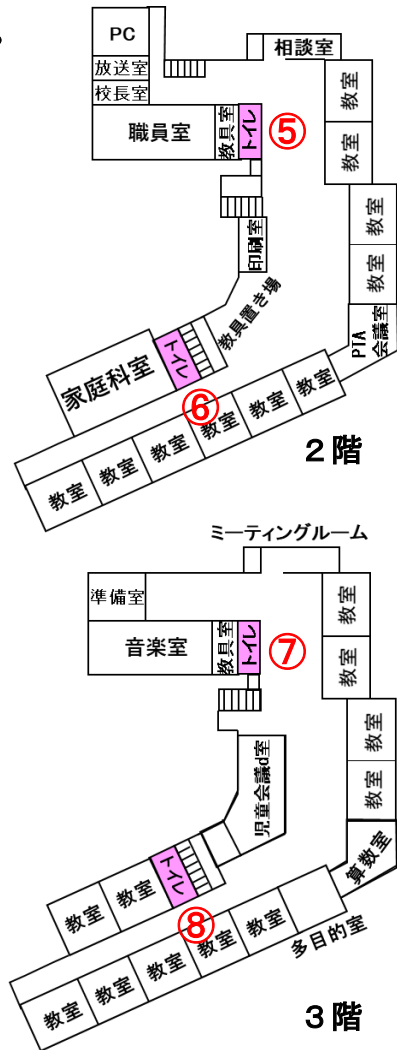 PC
相談室
放送室
校長室
教室
職員室
教具室
トイレ
⑤
教室
教室
印刷室
教室
教具置き場
PTA
会議室
トイレ
家庭科室
⑥
教室
教室
教室
教室
教室
教室
2階
ミーティングルーム
準備室
教室
音楽室
教具室
トイレ
⑦
教室
教室
児童会議d室
教室
算数室
トイレ
教室
教室
⑧
多目的室
教室
教室
教室
教室
教室
3階